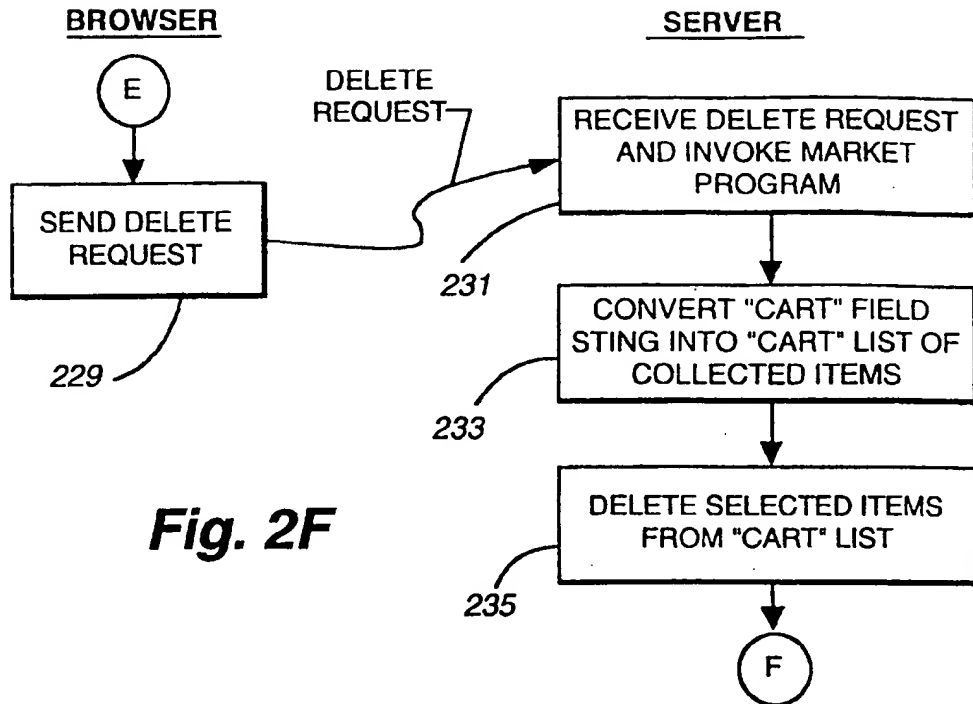 BROWSER
SERVER
E
DELETE
REQUEST
SEND DELETE
REQUEST
229
RECEIVE DELETE REQUEST
AND INVOKE MARKET
PROGRAM
231
CONVERT "CART" FIELD
STING INTO "CART" LIST OF
COLLECTED ITEMS
233
DELETE SELECTED ITEMS
FROM "CART" LIST
235
F
Fig. 2F